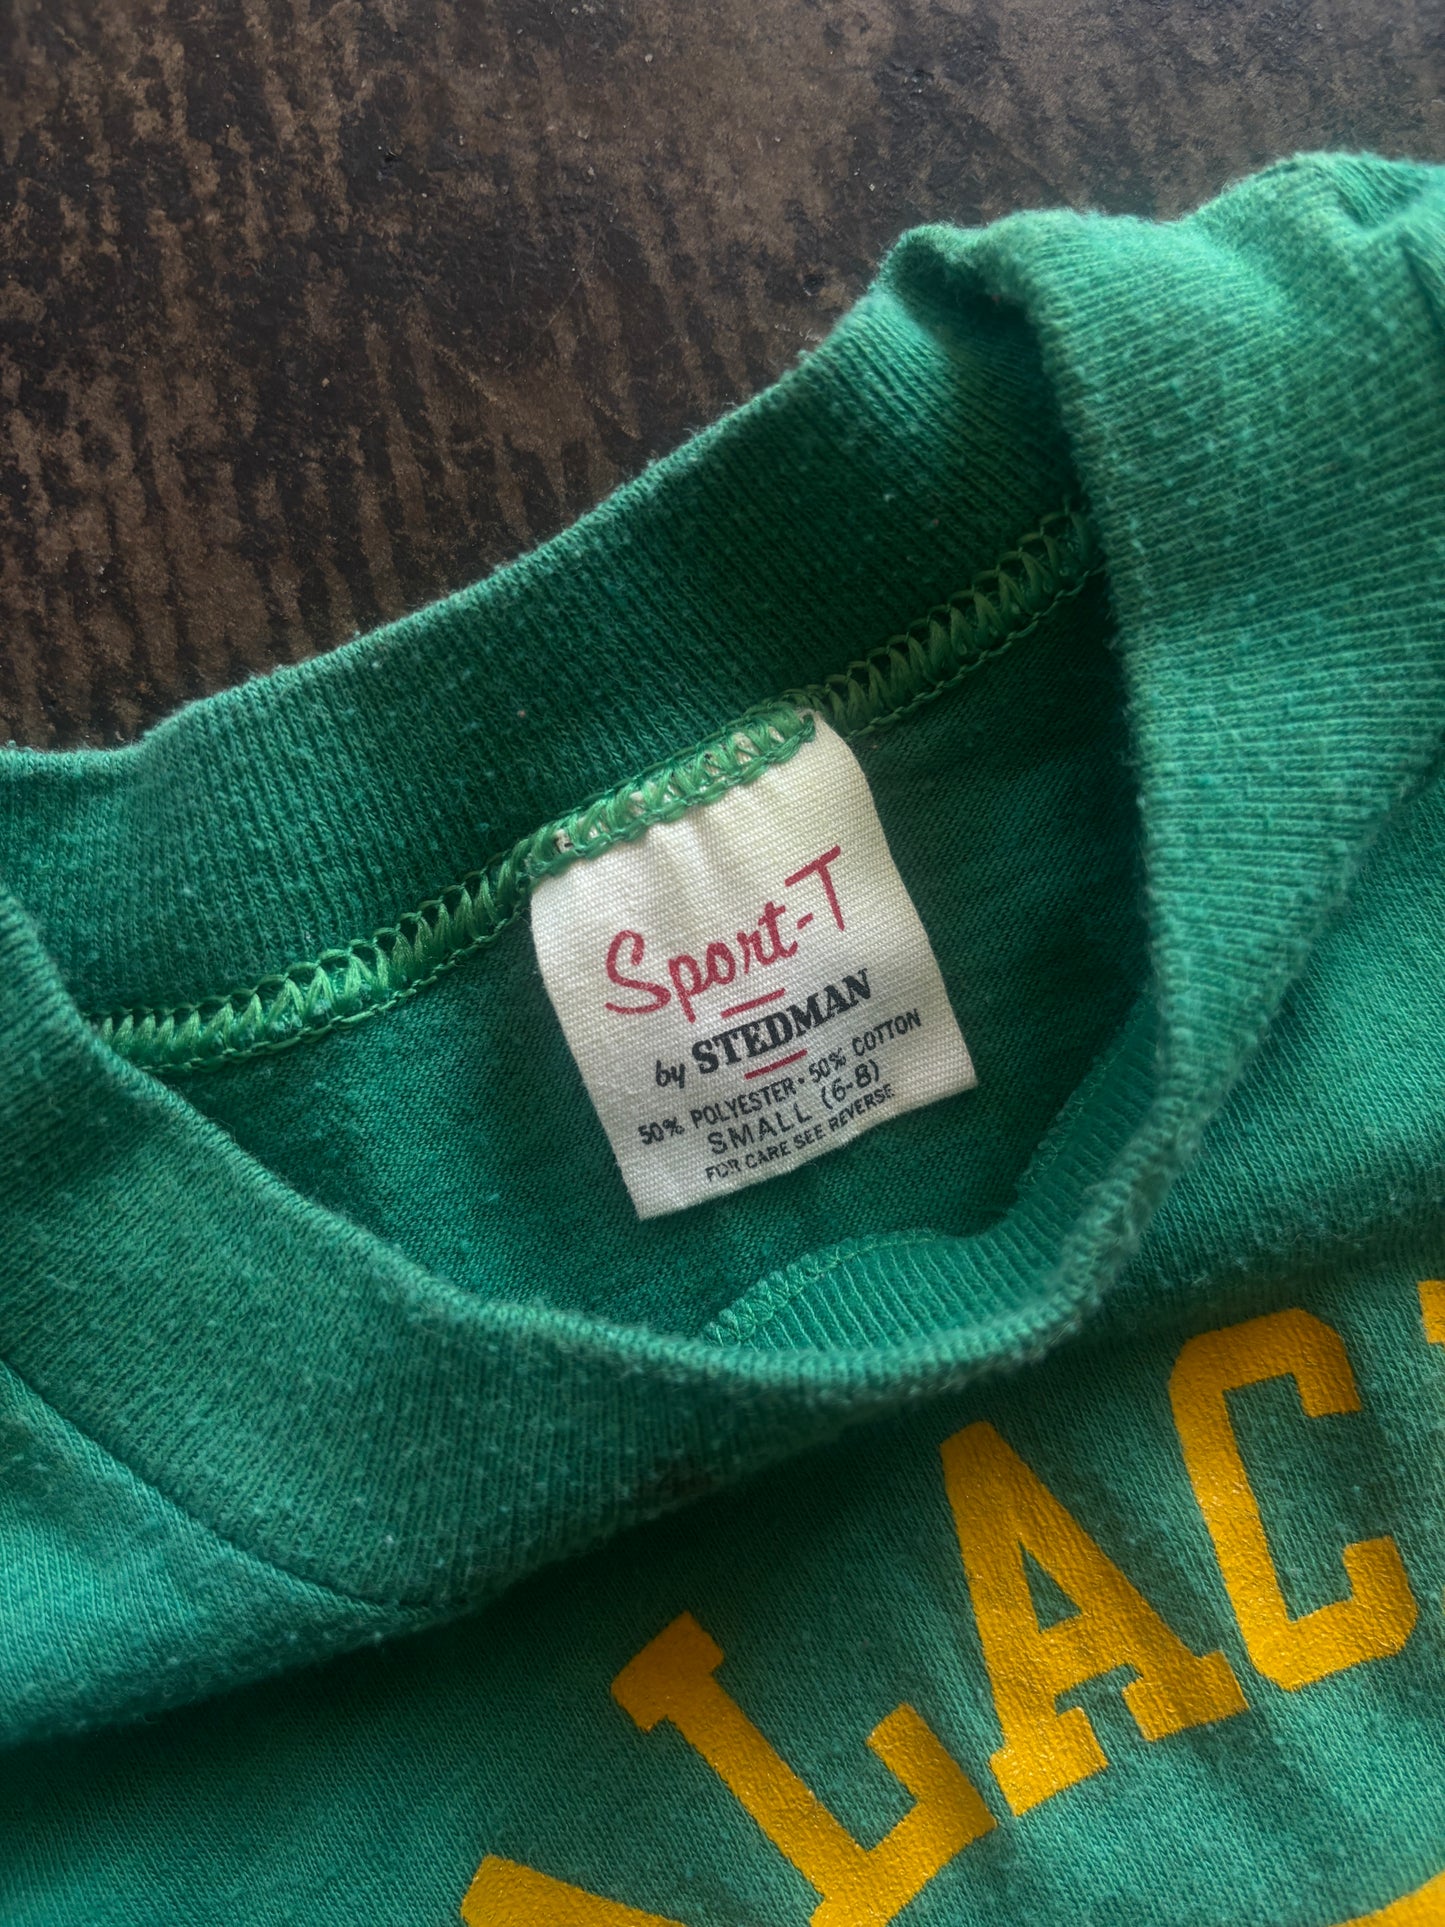 Sport-T
by STEDMAN
50% POLYESTER • 50% COTTON
SMALL (6-8)
FOR CARE SEE REVERSE
LAC